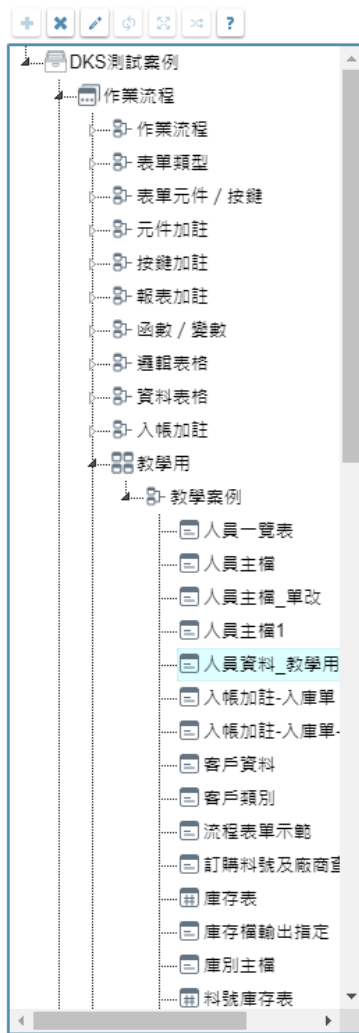 ?
DKS測試案例
作業流程
作業流程
表單類型
表單元件 / 按鍵
元件加註
按鍵加註
報表加註
函數 / 變數
邏輯表格
資料表格
入帳加註
教學用
教學案例
人員一覽表
人員主檔
人員主檔_單改
人員主檔1
人員資料_教學用
入帳加註-入庫單
入帳加註-入庫單-
客戶資料
客戶類別
流程表單示範
訂購料號及廠商查
庫存表
庫存檔輸出指定
庫別主檔
料號庫存表